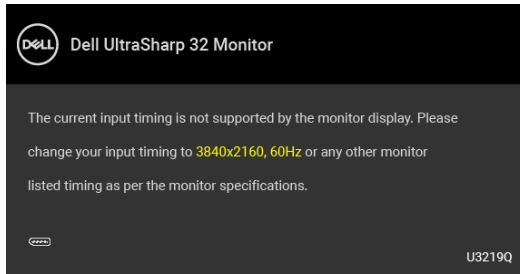 DELL
Dell UltraSharp 32 Monitor
The current input timing is not supported by the monitor display. Please
change your input timing to 3840x2160, 60Hz or any other monitor
listed timing as per the monitor specifications.
U3219Q